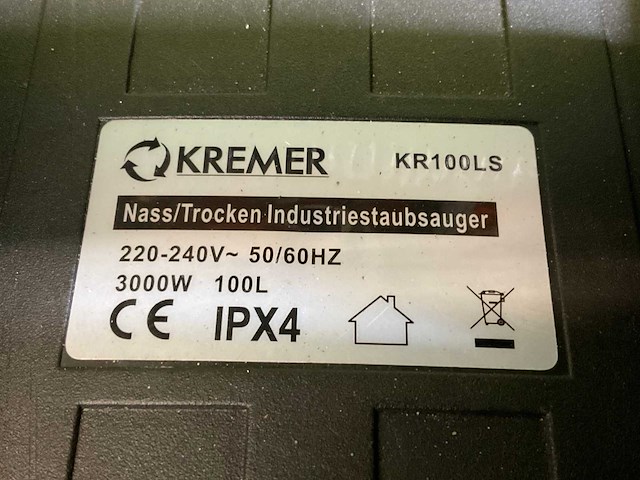 KREMER KR100LS
Nass/Trocken Industriestaubsauger
220-240V~ 50/60HZ
3000W 100L
CE IPX4